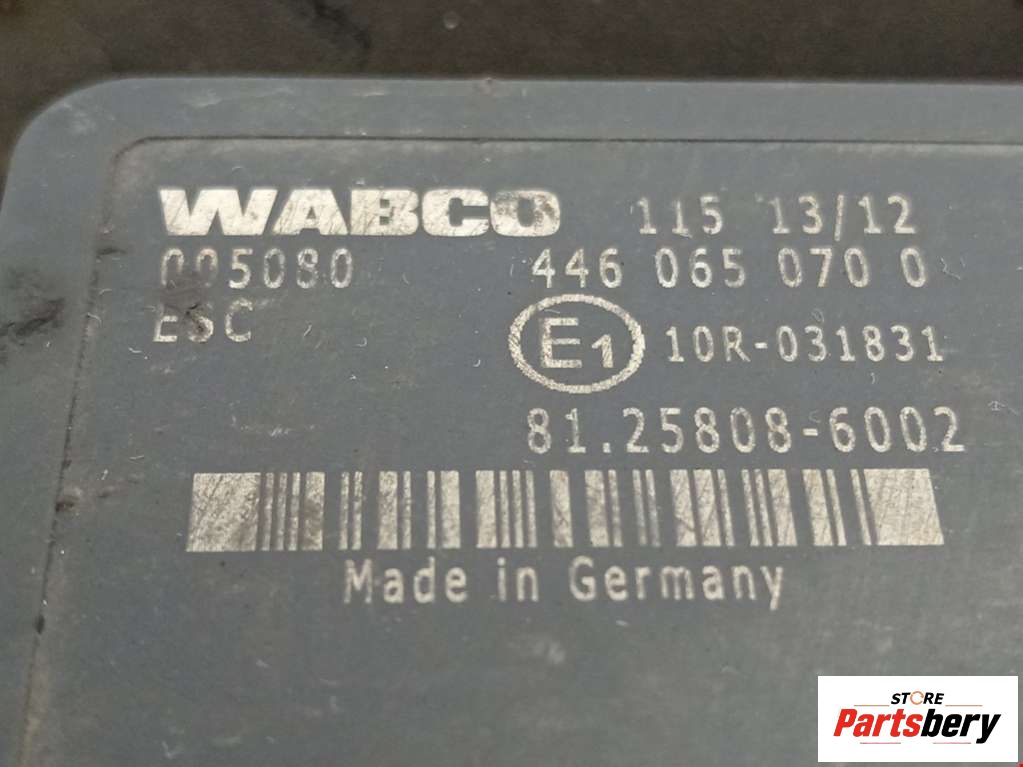 WABCO 115 13/12
005080 446 065 070 0
ESC
E1 10R-031831
81.25808-6002
Made in Germany
STORE
Partsbery